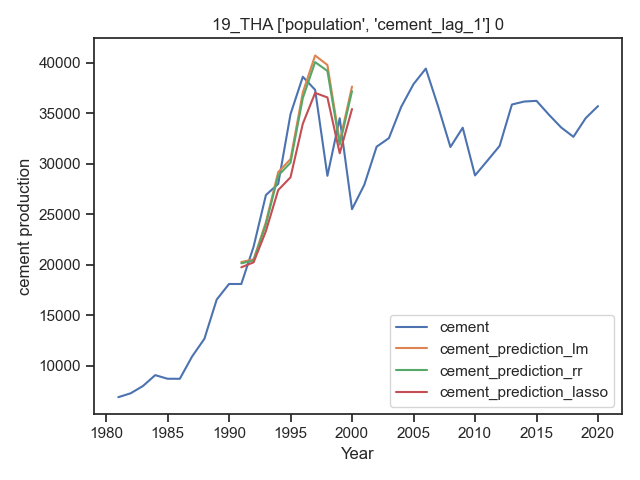 19_THA ['population', 'cement_lag_1'] 0
cement production
40000
35000
30000
25000
20000
15000
10000
cement
cement_prediction_lm
cement_prediction_rr
cement_prediction_lasso
1980 1985 1990 1995 2000 2005 2010 2015 2020
Year